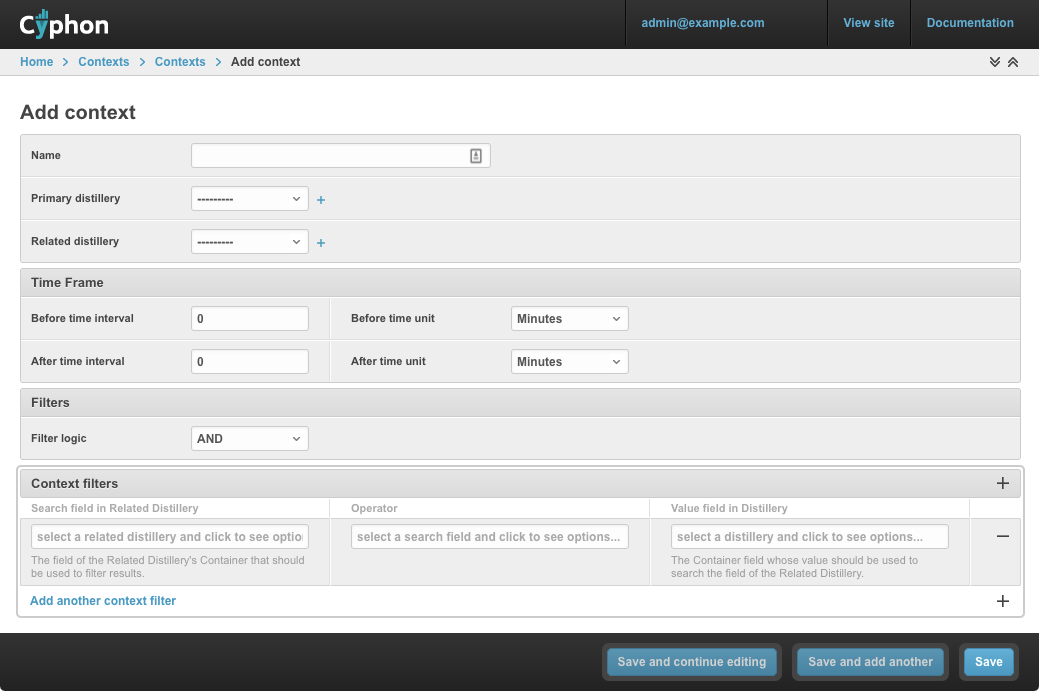 Cyphon
admin@example.com
View site
Documentation
Home > Contexts > Contexts > Add context
Add context
Name
Primary distillery
---------
+
Related distillery
---------
+
Time Frame
Before time interval
0
Before time unit
Minutes
After time interval
0
After time unit
Minutes
Filters
Filter logic
AND
Context filters
Search field in Related Distillery
Operator
Value field in Distillery
select a related distillery and click to see optio
select a search field and click to see options...
select a distillery and click to see options...
The field of the Related Distillery's Container that should
be used to filter results.
The Container field whose value should be used to
search the field of the Related Distillery.
Add another context filter
Save and continue editing
Save and add another
Save